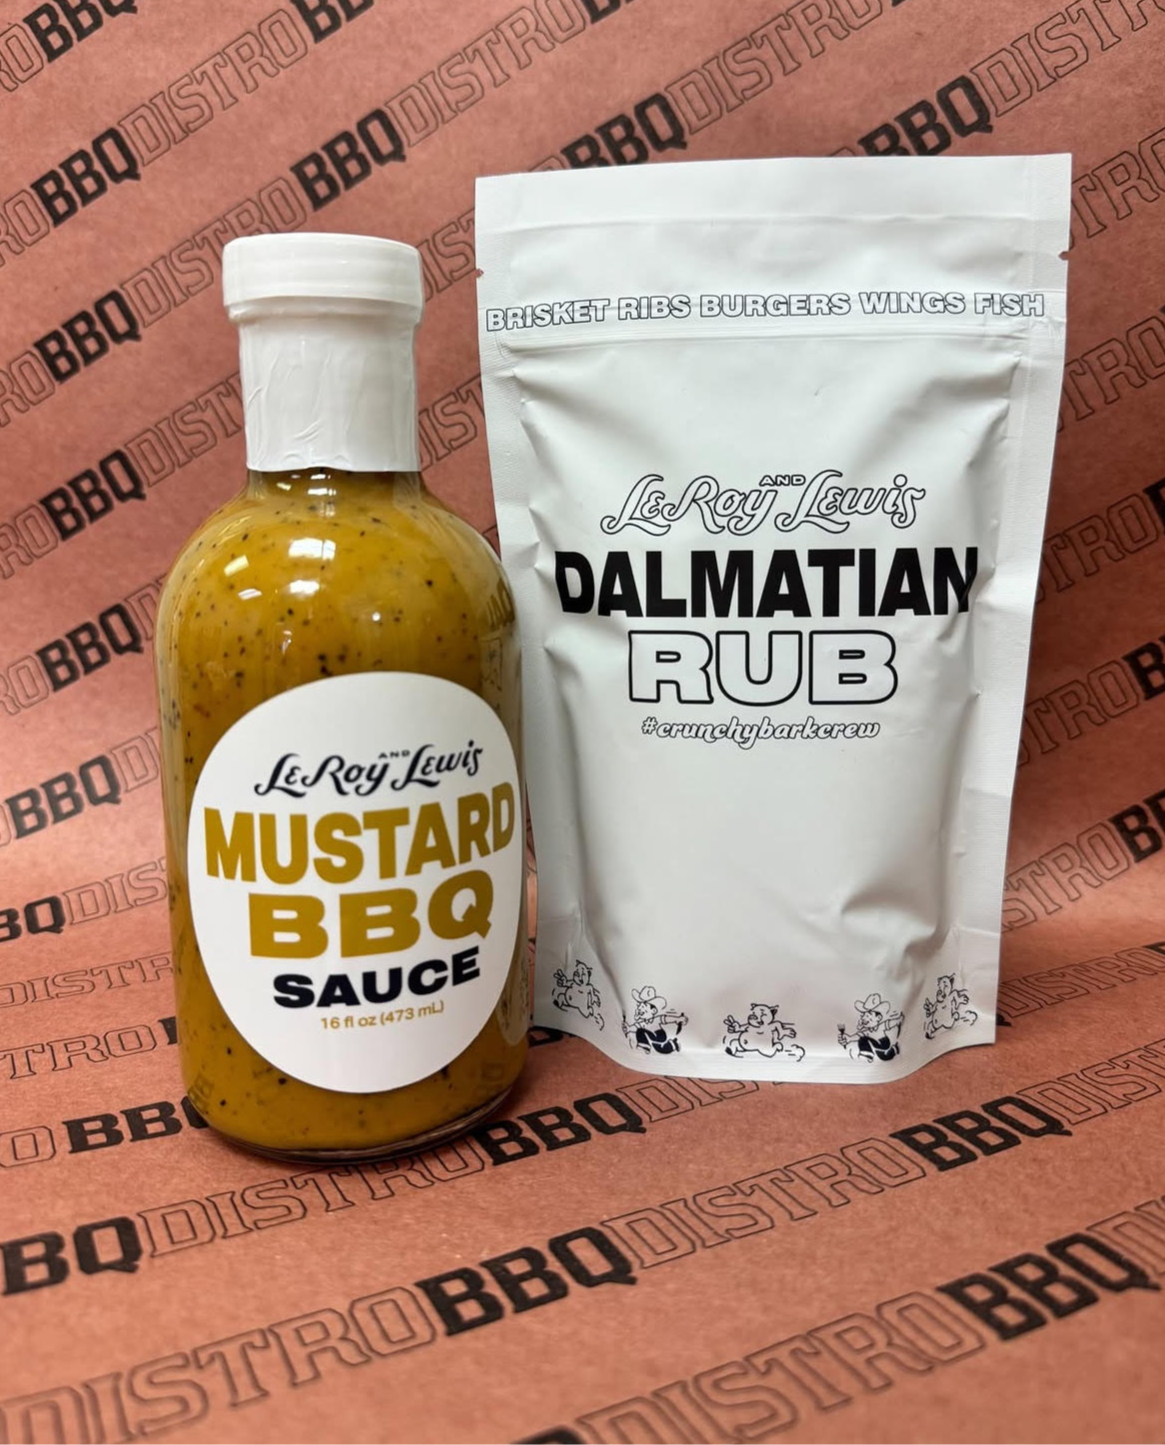 BRISKET RIBS BURGERS WINGS FISH
LeRoy AND Lewis
DALMATIAN
RUB
#crunchybarkcrew
LeRoy AND Lewis
MUSTARD
BBQ
SAUCE
16 fl oz (473 mL)
DISTROBBQDISTROBBQDISTROBBQ